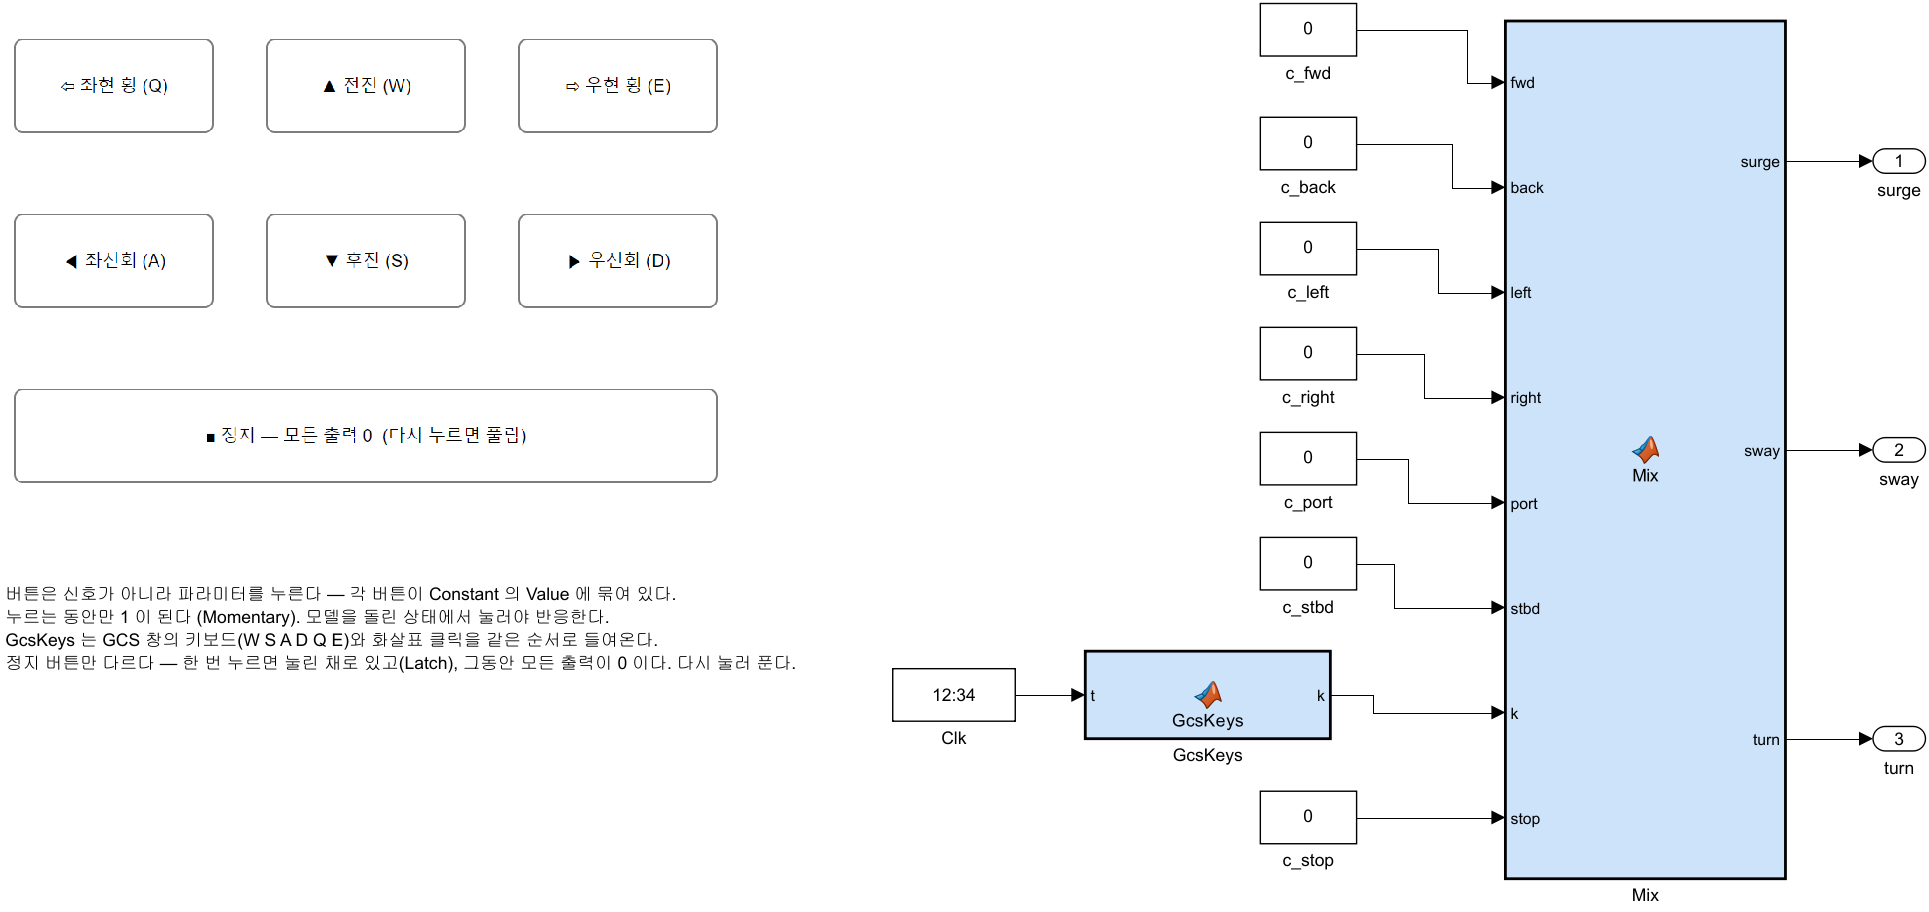 ⇦ 좌현 횡 (Q)
▲ 전진 (W)
⇨ 우현 횡 (E)
◀ 좌선회 (A)
▼ 후진 (S)
▶ 우선회 (D)
■ 정지 — 모든 출력 0 (다시 누르면 풀림)
버튼은 신호가 아니라 파라미터를 누른다 — 각 버튼이 Constant 의 Value 에 묶여 있다.
누르는 동안만 1 이 된다 (Momentary). 모델을 돌린 상태에서 눌러야 반응한다.
GcsKeys 는 GCS 창의 키보드(W S A D Q E)와 화살표 클릭을 같은 순서로 들여온다.
정지 버튼만 다르다 — 한 번 누르면 눌린 채로 있고(Latch), 그동안 모든 출력이 0 이다. 다시 눌러 푼다.
0
c_fwd
0
c_back
0
c_left
0
c_right
0
c_port
0
c_stbd
12:34
Clk
t
k
GcsKeys
GcsKeys
0
c_stop
fwd
back
left
right
port
stbd
k
stop
Mix
surge
sway
turn
Mix
1
surge
2
sway
3
turn